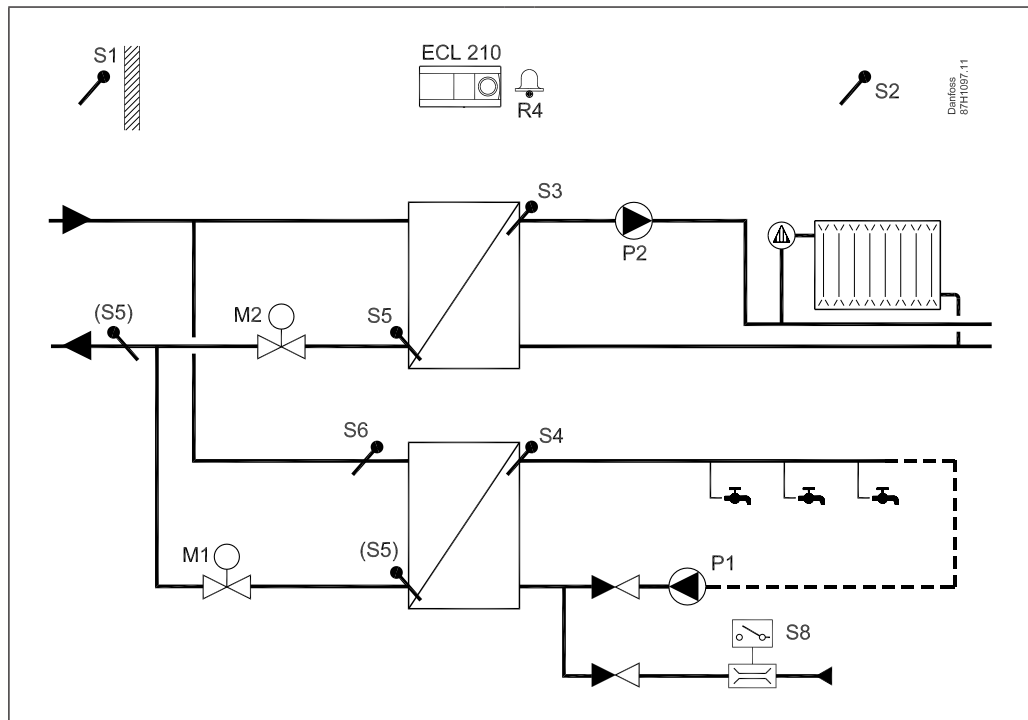 S1
ECL 210
R4
S2
Danfoss
87H1097.11
S3
P2
(S5)
M2
S5
S6
S4
M1
(S5)
P1
S8